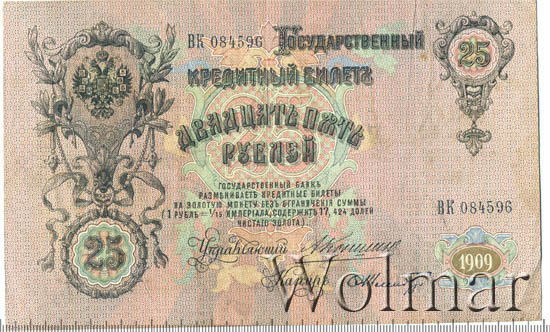 ВК 084596 Государственный
25
Кредитный Билетъ
Двадцать пять
рублей
Государственный Банкъ
размѣниваетъ кредитные билеты
на золотую монету безъ ограниченія суммы
(1 рубль = 1/15 имперіала, содержитъ 17,424 долей
чистаго золота).
ВК 084596
25
Управляющій
Кассиръ
1909
Wolmar